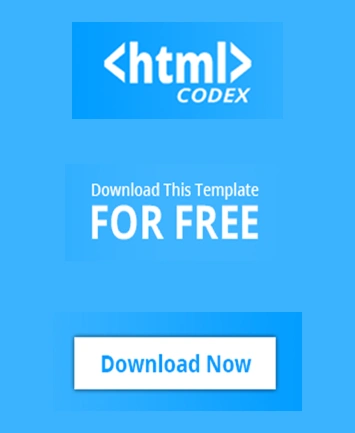 <html>
CODEX
Download This Template
FOR FREE
Download Now